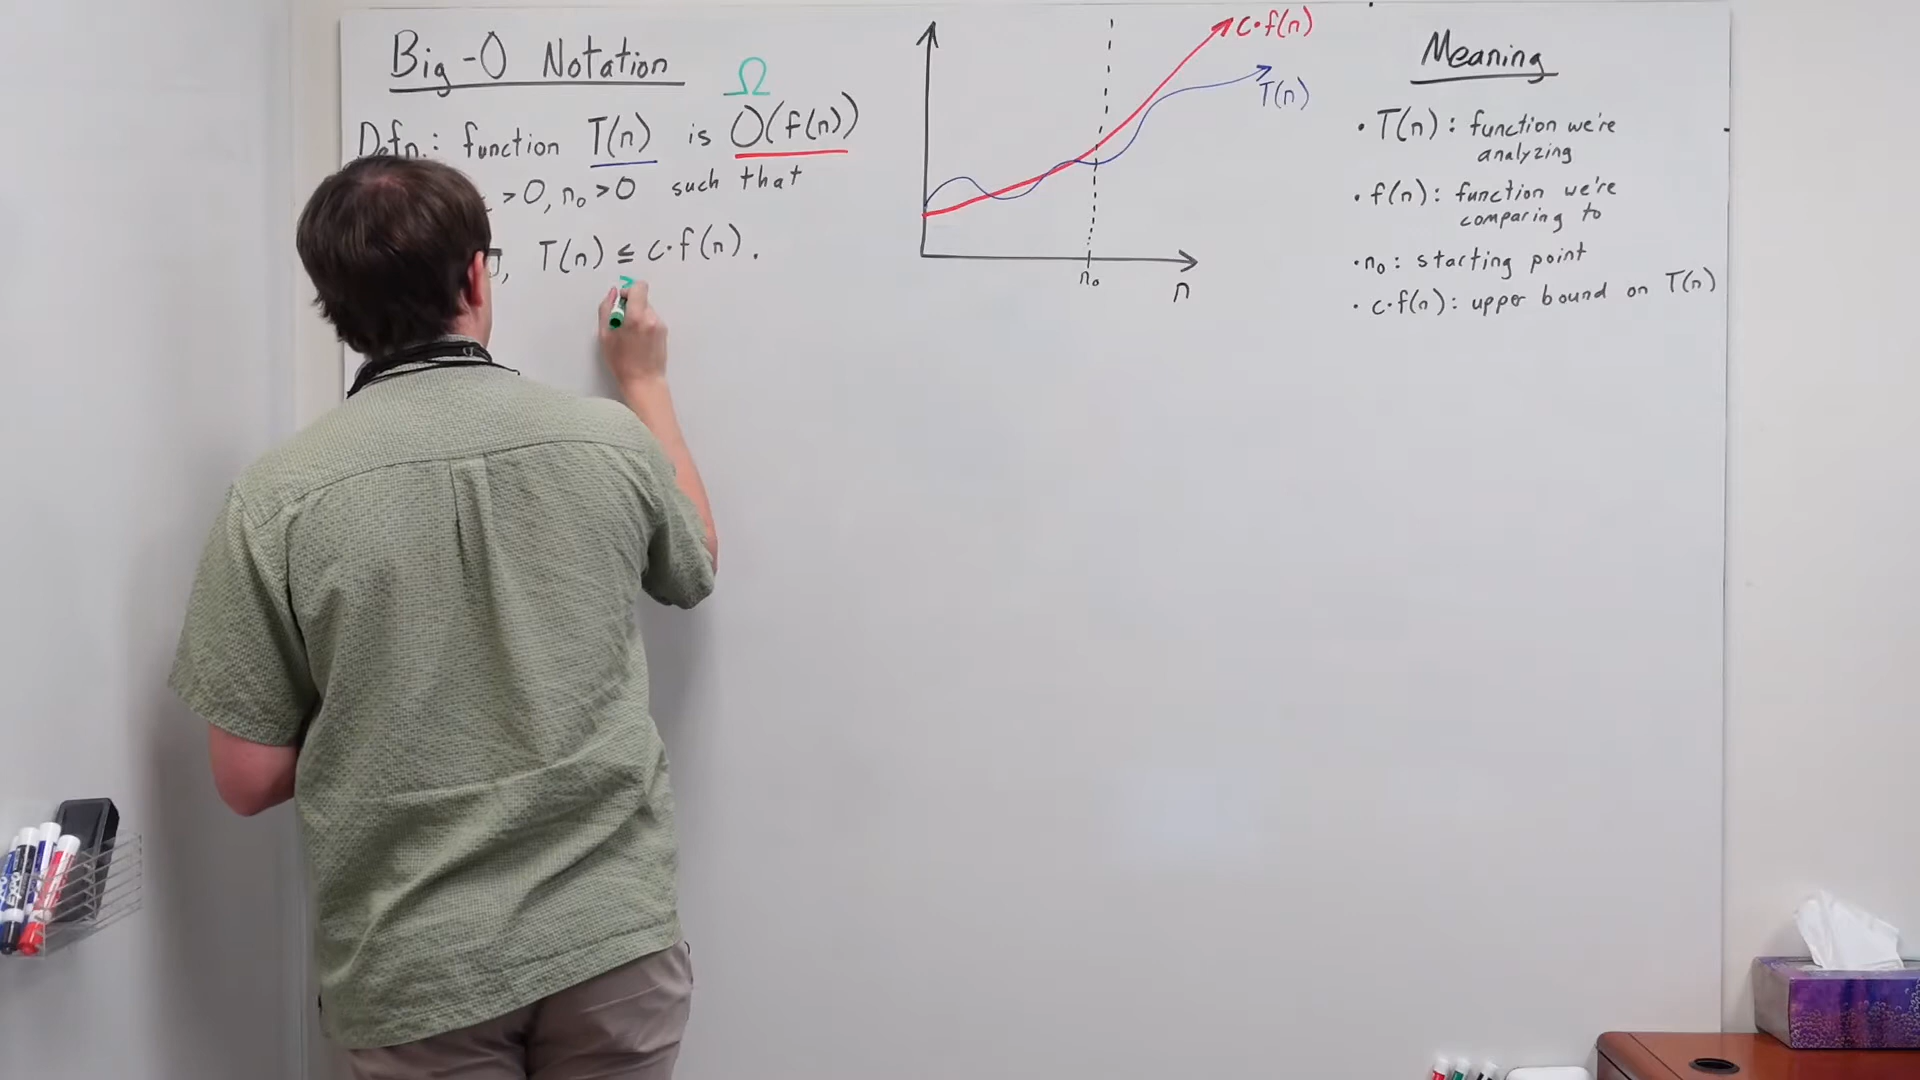 Big-O Notation
Ω
Defn.: function T(n) is O(f(n))
>0, n₀>0 such that
, T(n) ≤ c·f(n).
≥
c·f(n)
T(n)
n₀
n
Meaning
• T(n): function we're
analyzing
• f(n): function we're
comparing to
• n₀: starting point
• c·f(n): upper bound on T(n)
EXPO